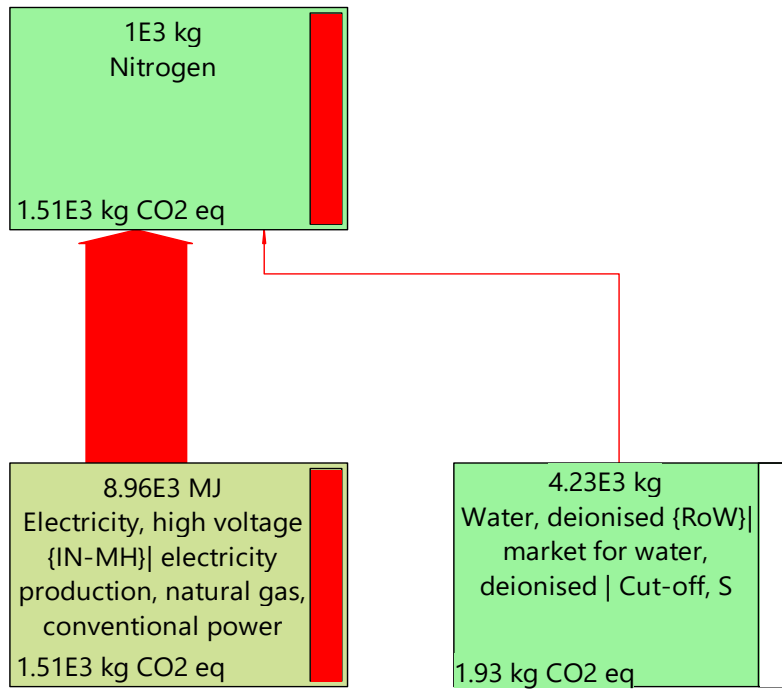 1E3 kg
Nitrogen
1.51E3 kg CO2 eq
8.96E3 MJ
Electricity, high voltage
{IN-MH}| electricity
production, natural gas,
conventional power
1.51E3 kg CO2 eq
4.23E3 kg
Water, deionised {RoW}|
market for water,
deionised | Cut-off, S
1.93 kg CO2 eq